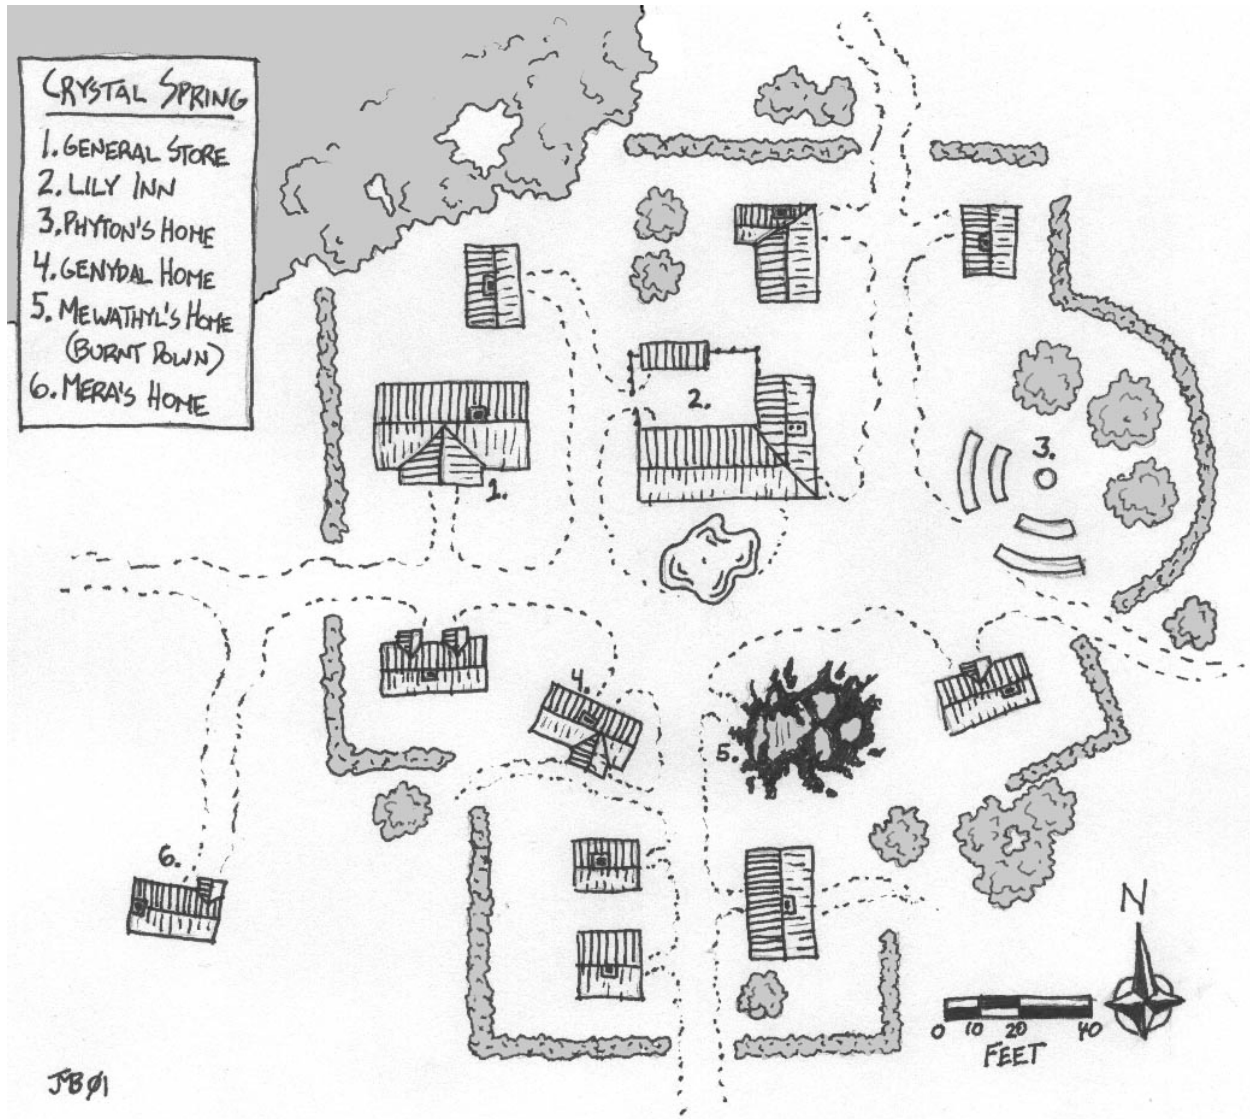 CRYSTAL SPRING
1. GENERAL STORE
2. LILY INN
3. PHYTON'S HOME
4. GENYDAL HOME
5. MEWATHYL'S HOME
(BURNT DOWN)
6. MERA'S HOME
2.
3.
1.
4.
5.
6.
N
0 10 20 40
FEET
JBØ1